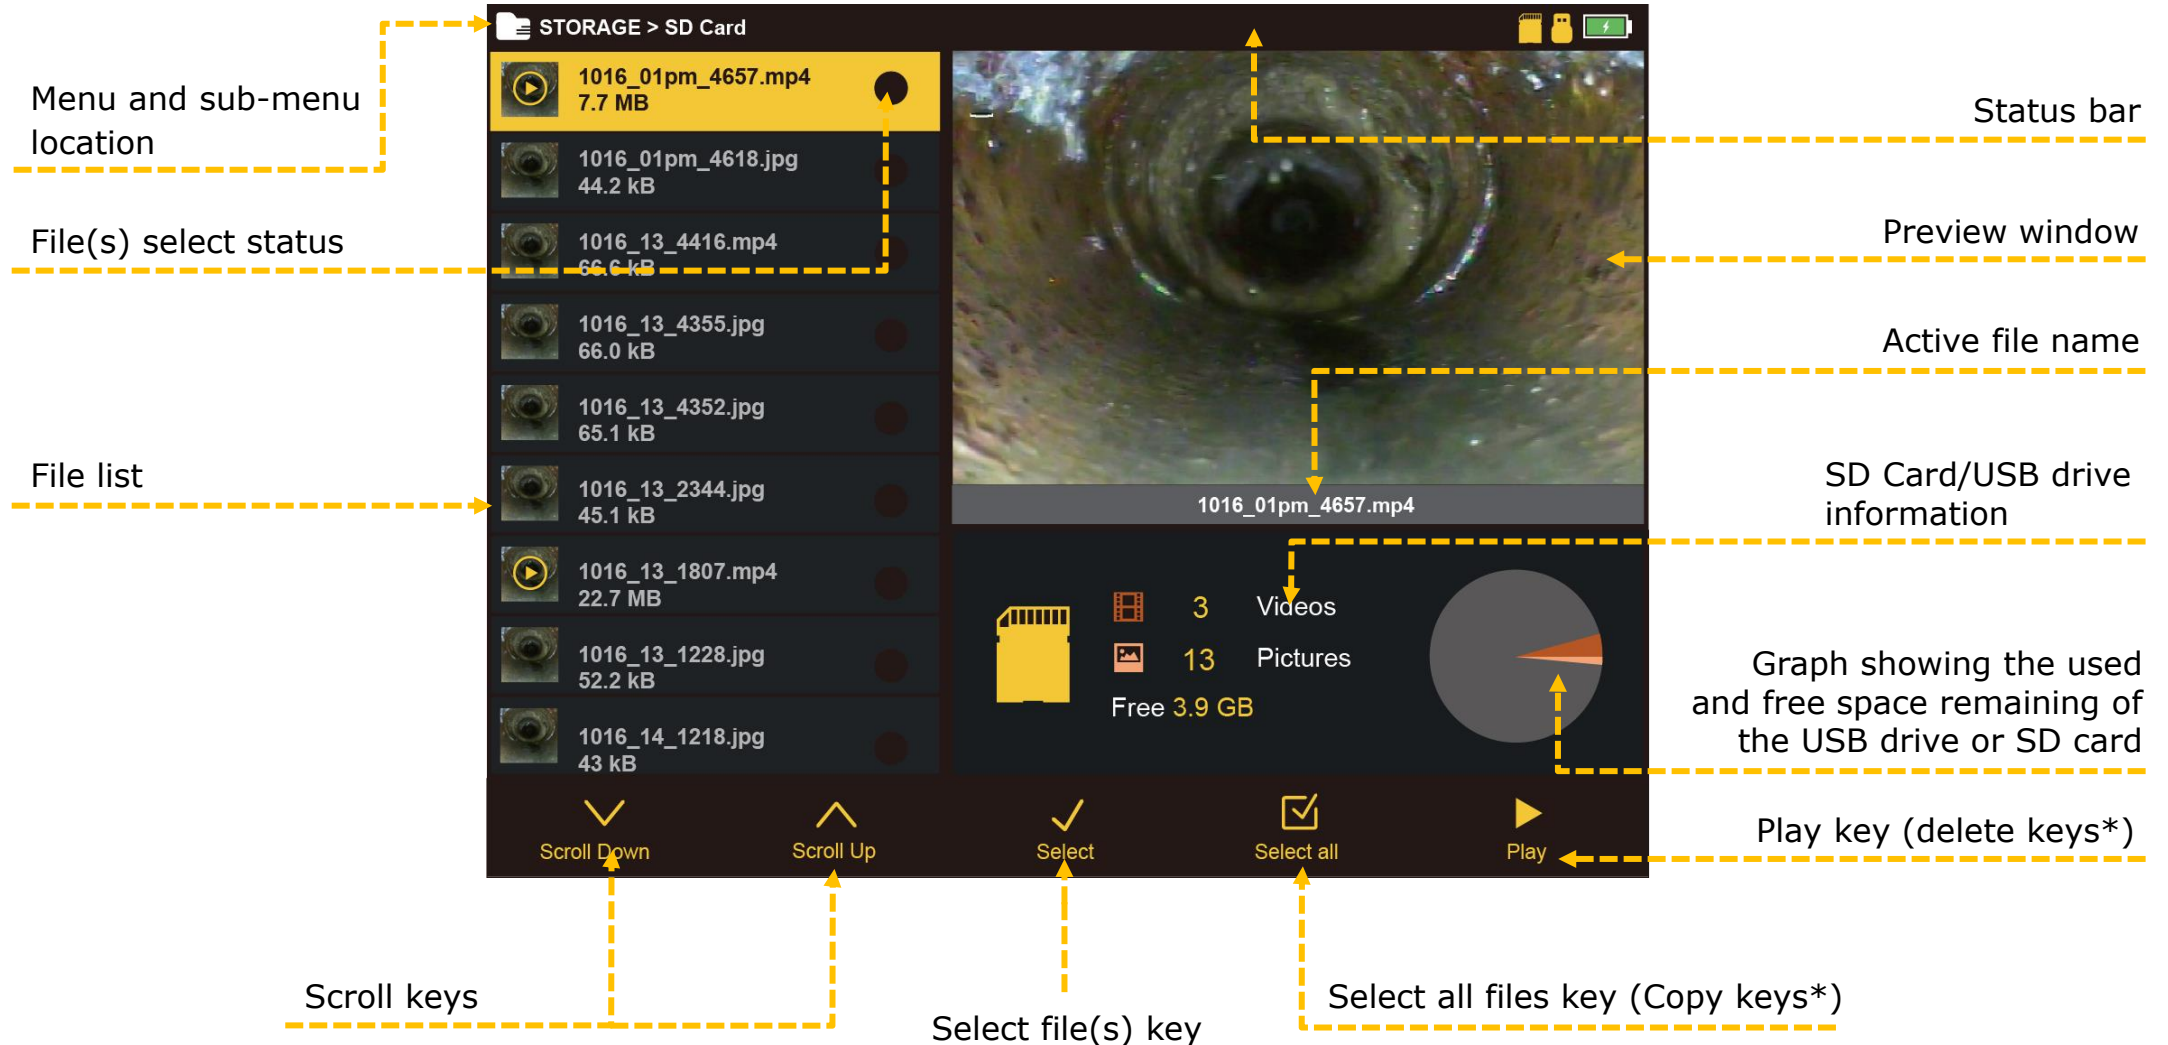 STORAGE > SD Card
Menu and sub-menu
location
File(s) select status
File list
1016_01pm_4657.mp4
7.7 MB
1016_01pm_4618.jpg
44.2 kB
1016_13_4416.mp4
66.6 kB
1016_13_4355.jpg
66.0 kB
1016_13_4352.jpg
65.1 kB
1016_13_2344.jpg
45.1 kB
1016_13_1807.mp4
22.7 MB
1016_13_1228.jpg
52.2 kB
1016_14_1218.jpg
43 kB
1016_01pm_4657.mp4
3 Videos
13 Pictures
Free 3.9 GB
Status bar
Preview window
Active file name
SD Card/USB drive
information
Graph showing the used
and free space remaining of
the USB drive or SD card
Play key (delete keys*)
Scroll Down
Scroll Up
Select
Select all
Play
Scroll keys
Select file(s) key
Select all files key (Copy keys*)